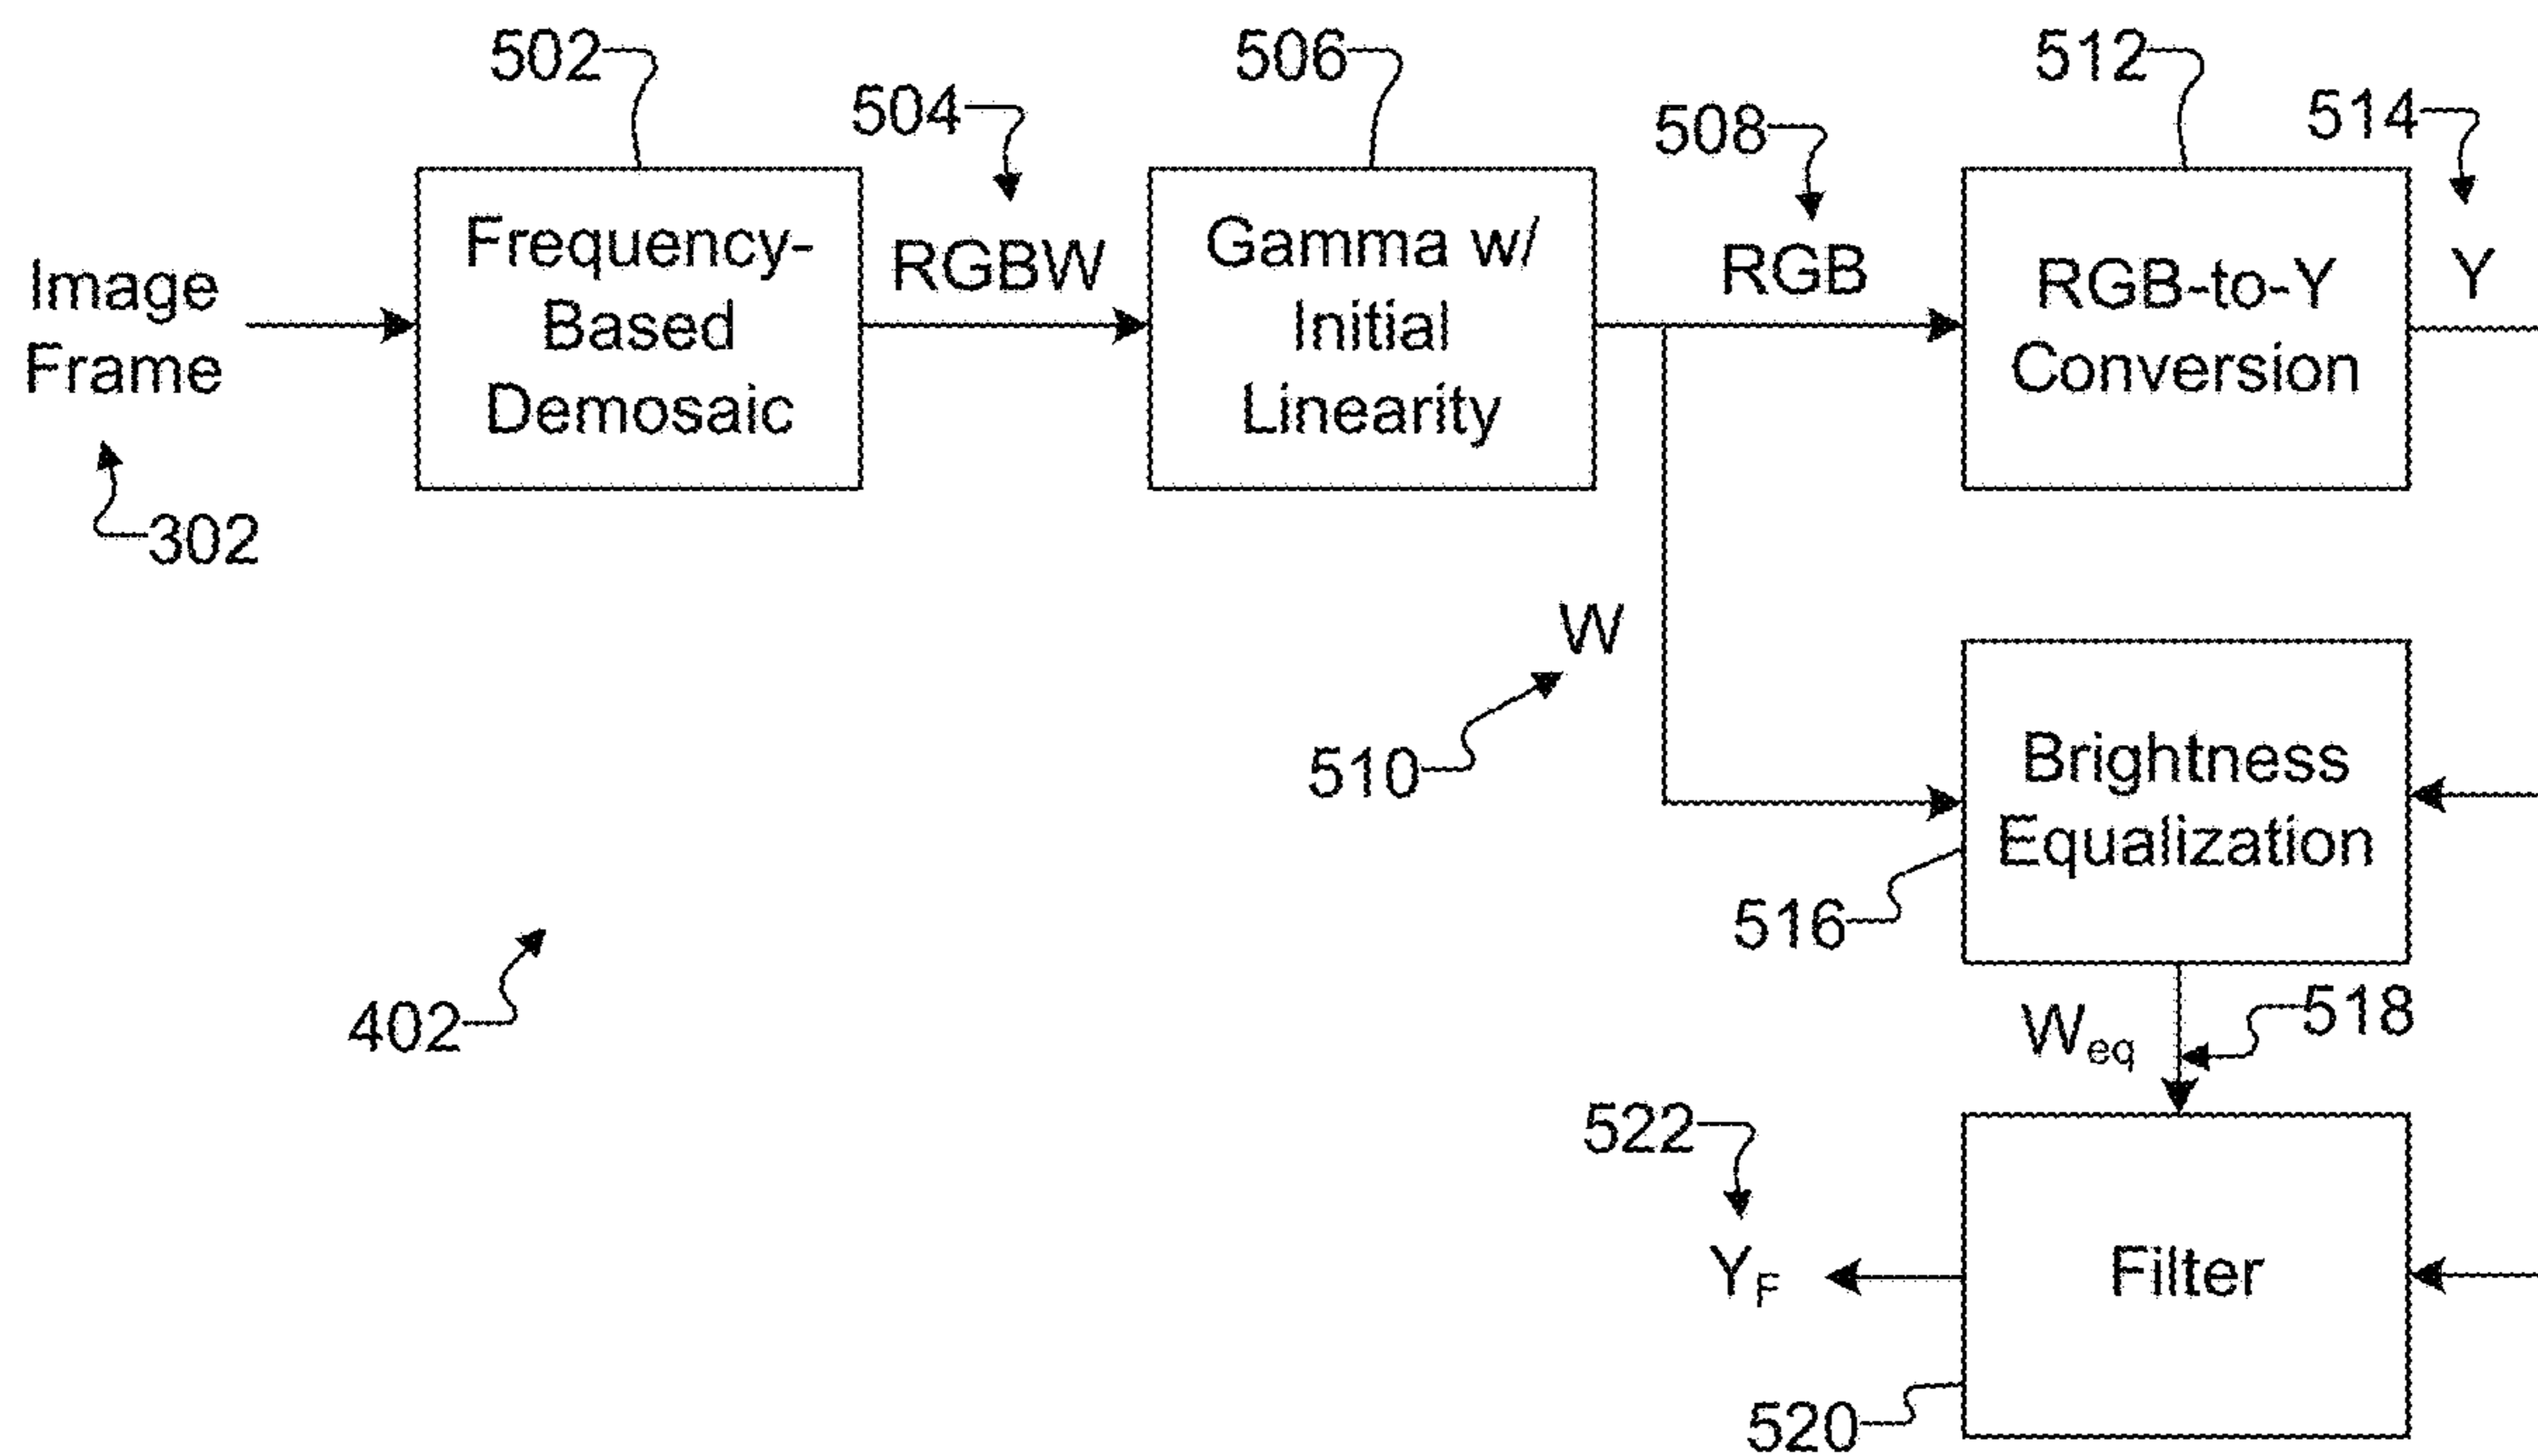 502
506
512
504
508
514
Image
Frame
302
Frequency-
Based
Demosaic
RGBW
Gamma w/
Initial
Linearity
RGB
RGB-to-Y
Conversion
Y
W
510
Brightness
Equalization
516
402
Weq
518
522
YF
Filter
520